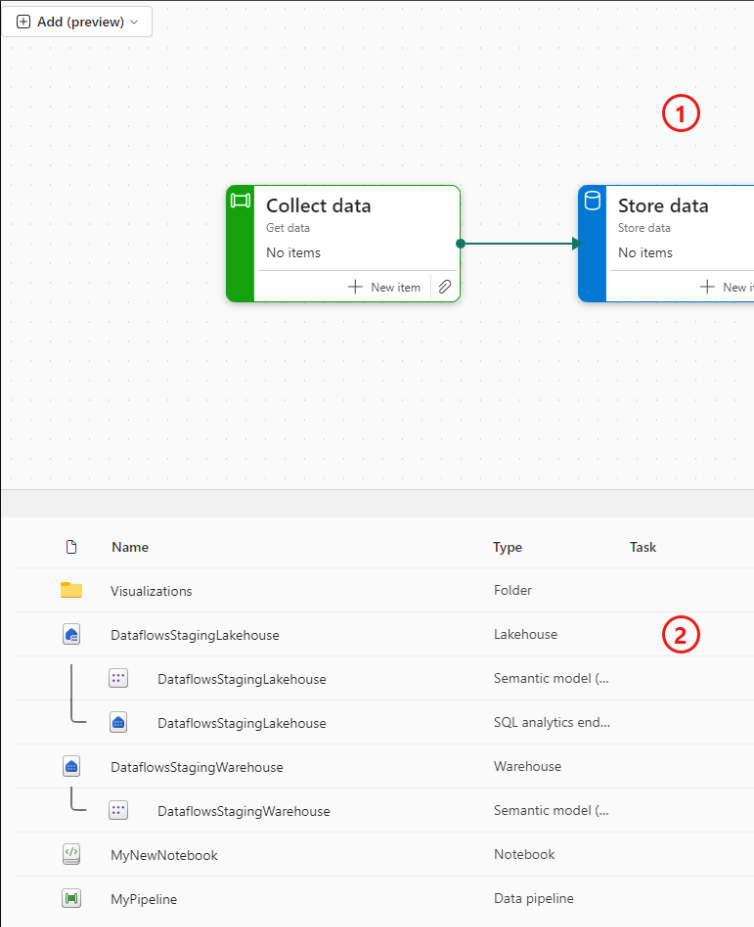 Add (preview)
1
Collect data
Get data
No items
New item
Store data
Store data
No items
New
Name Type Task
Visualizations Folder
DataflowsStagingLakehouse Lakehouse
2
DataflowsStagingLakehouse Semantic model (...
DataflowsStagingLakehouse SQL analytics end...
DataflowsStagingWarehouse Warehouse
DataflowsStagingWarehouse Semantic model (...
MyNewNotebook Notebook
MyPipeline Data pipeline